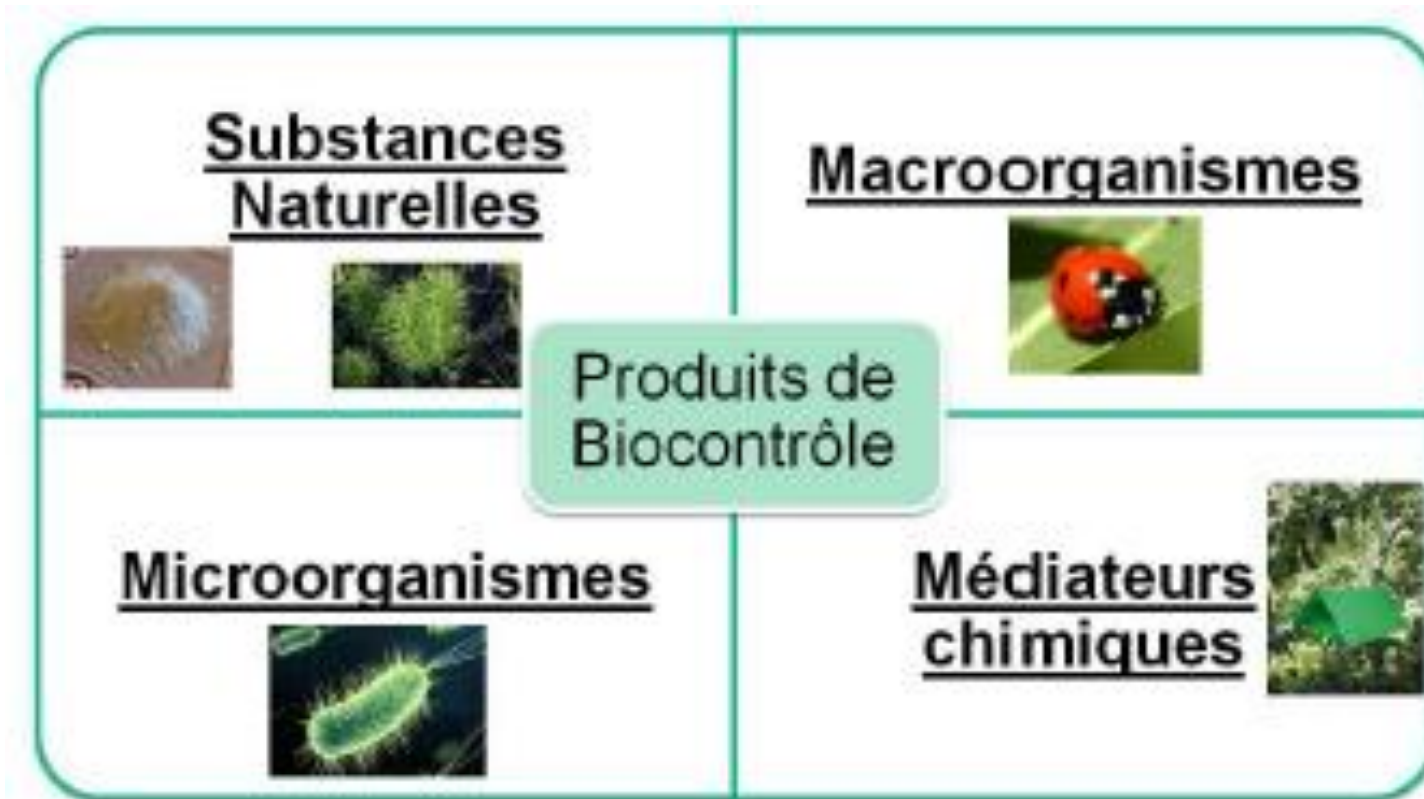 Substances
Naturelles
Macroorganismes
Produits de
Biocontrôle
Microorganismes
Médiateurs
chimiques